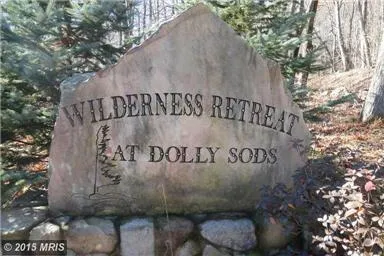 WILDERNESS RETREAT
AT DOLLY SODS
© 2015 MRIS